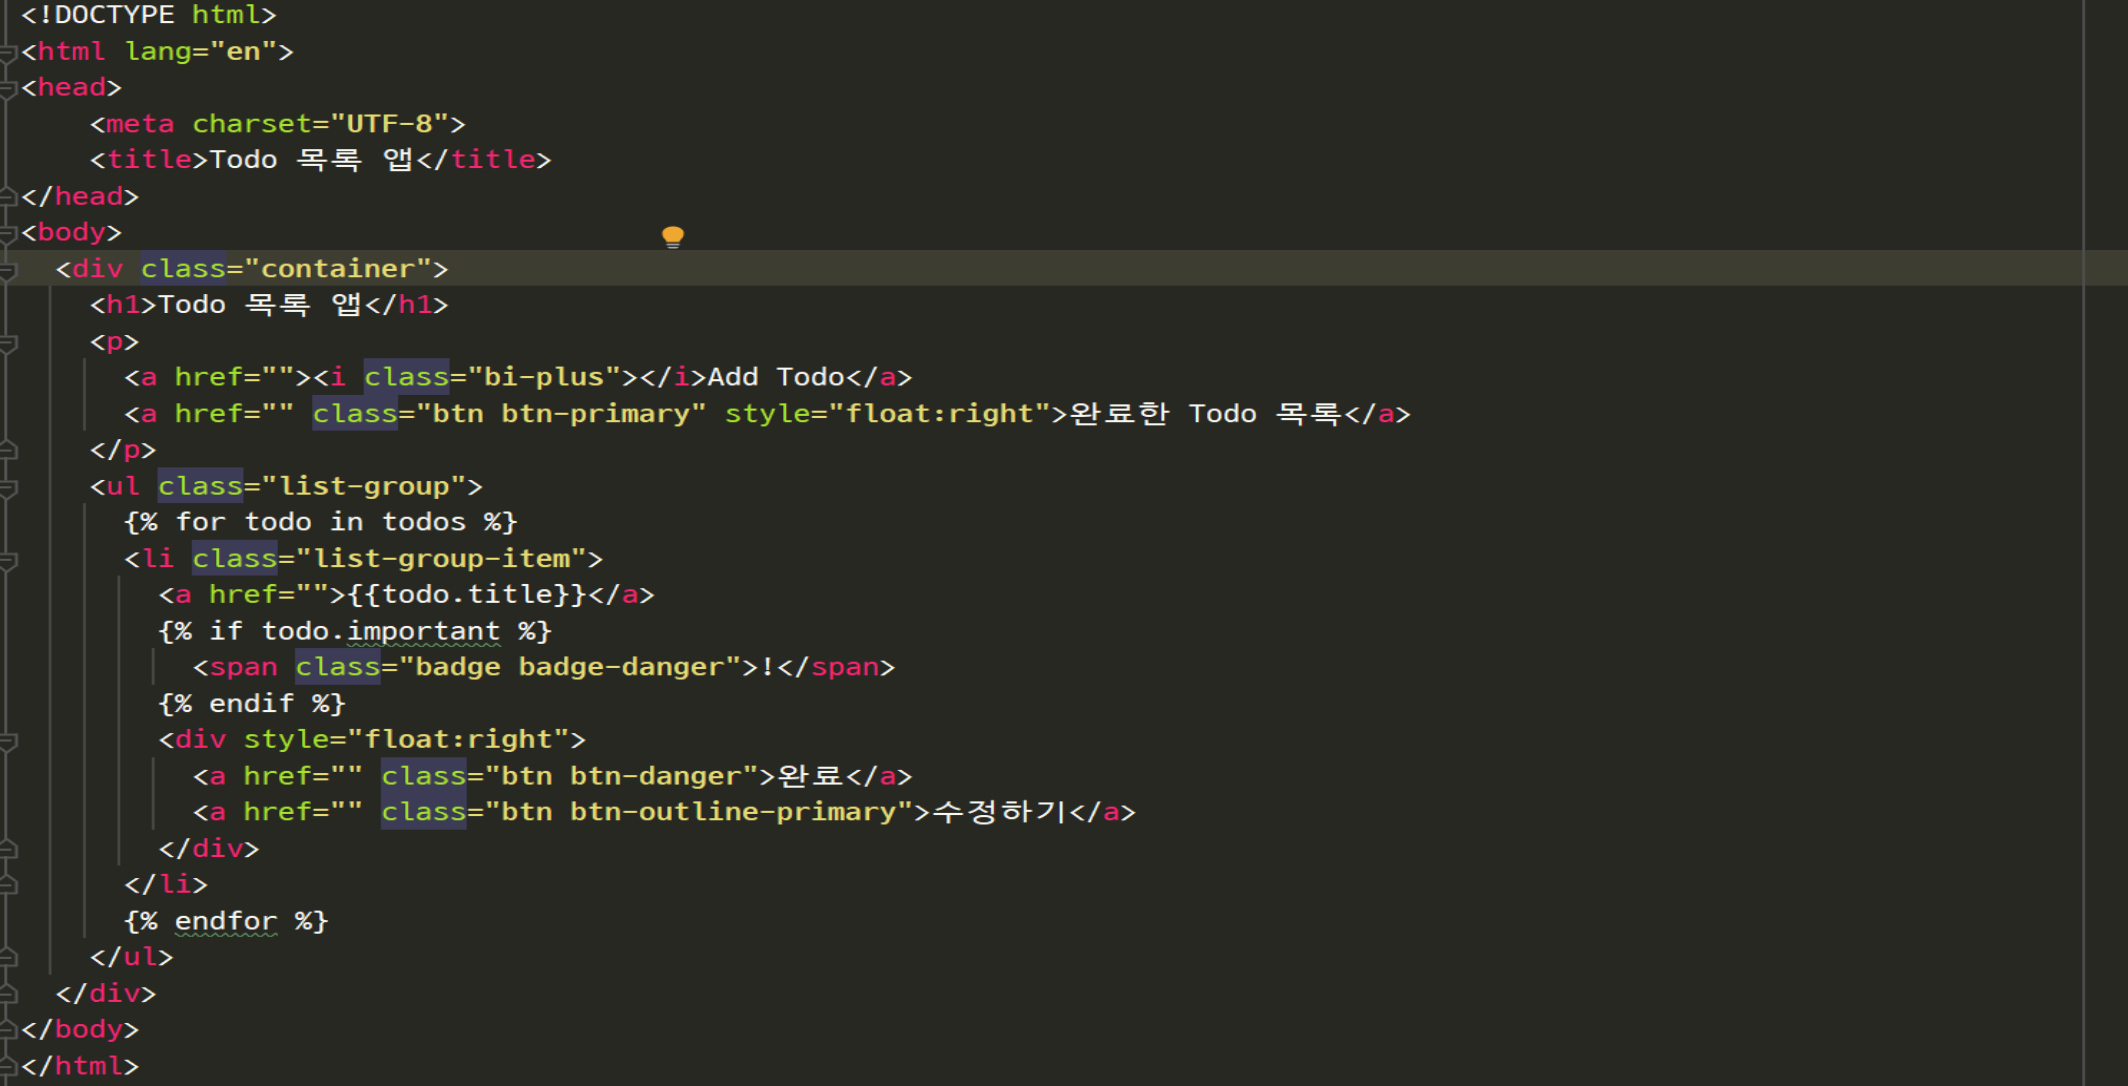 <!DOCTYPE html>
<html lang="en">
<head>
    <meta charset="UTF-8">
    <title>Todo 목록 앱</title>
</head>
<body>
  <div class="container">
    <h1>Todo 목록 앱</h1>
    <p>
      <a href=""><i class="bi-plus"></i>Add Todo</a>
      <a href="" class="btn btn-primary" style="float:right">완료한 Todo 목록</a>
    </p>
    <ul class="list-group">
      {% for todo in todos %}
      <li class="list-group-item">
        <a href="">{{todo.title}}</a>
        {% if todo.important %}
          <span class="badge badge-danger">!</span>
        {% endif %}
        <div style="float:right">
          <a href="" class="btn btn-danger">완료</a>
          <a href="" class="btn btn-outline-primary">수정하기</a>
        </div>
      </li>
      {% endfor %}
    </ul>
  </div>
</body>
</html>